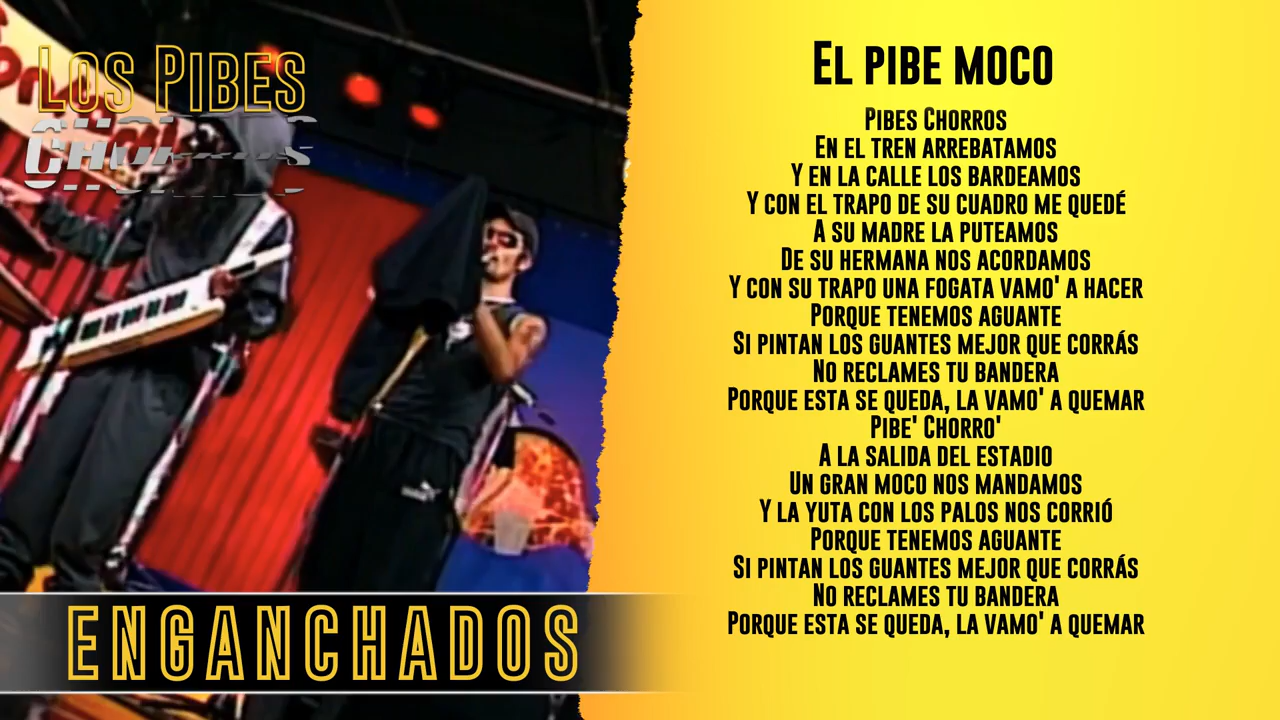 Los Pibes
Chorros
ENGANCHADOS
El pibe moco
Pibes Chorros
En el tren arrebatamos
Y en la calle los bardeamos
Y con el trapo de su cuadro me quedé
A su madre la puteamos
De su hermana nos acordamos
Y con su trapo una fogata vamo' a hacer
Porque tenemos aguante
Si pintan los guantes mejor que corrás
No reclames tu bandera
Porque esta se queda, la vamo' a quemar
Pibe' Chorro'
A la salida del estadio
Un gran moco nos mandamos
Y la yuta con los palos nos corrió
Porque tenemos aguante
Si pintan los guantes mejor que corrás
No reclames tu bandera
Porque esta se queda, la vamo' a quemar